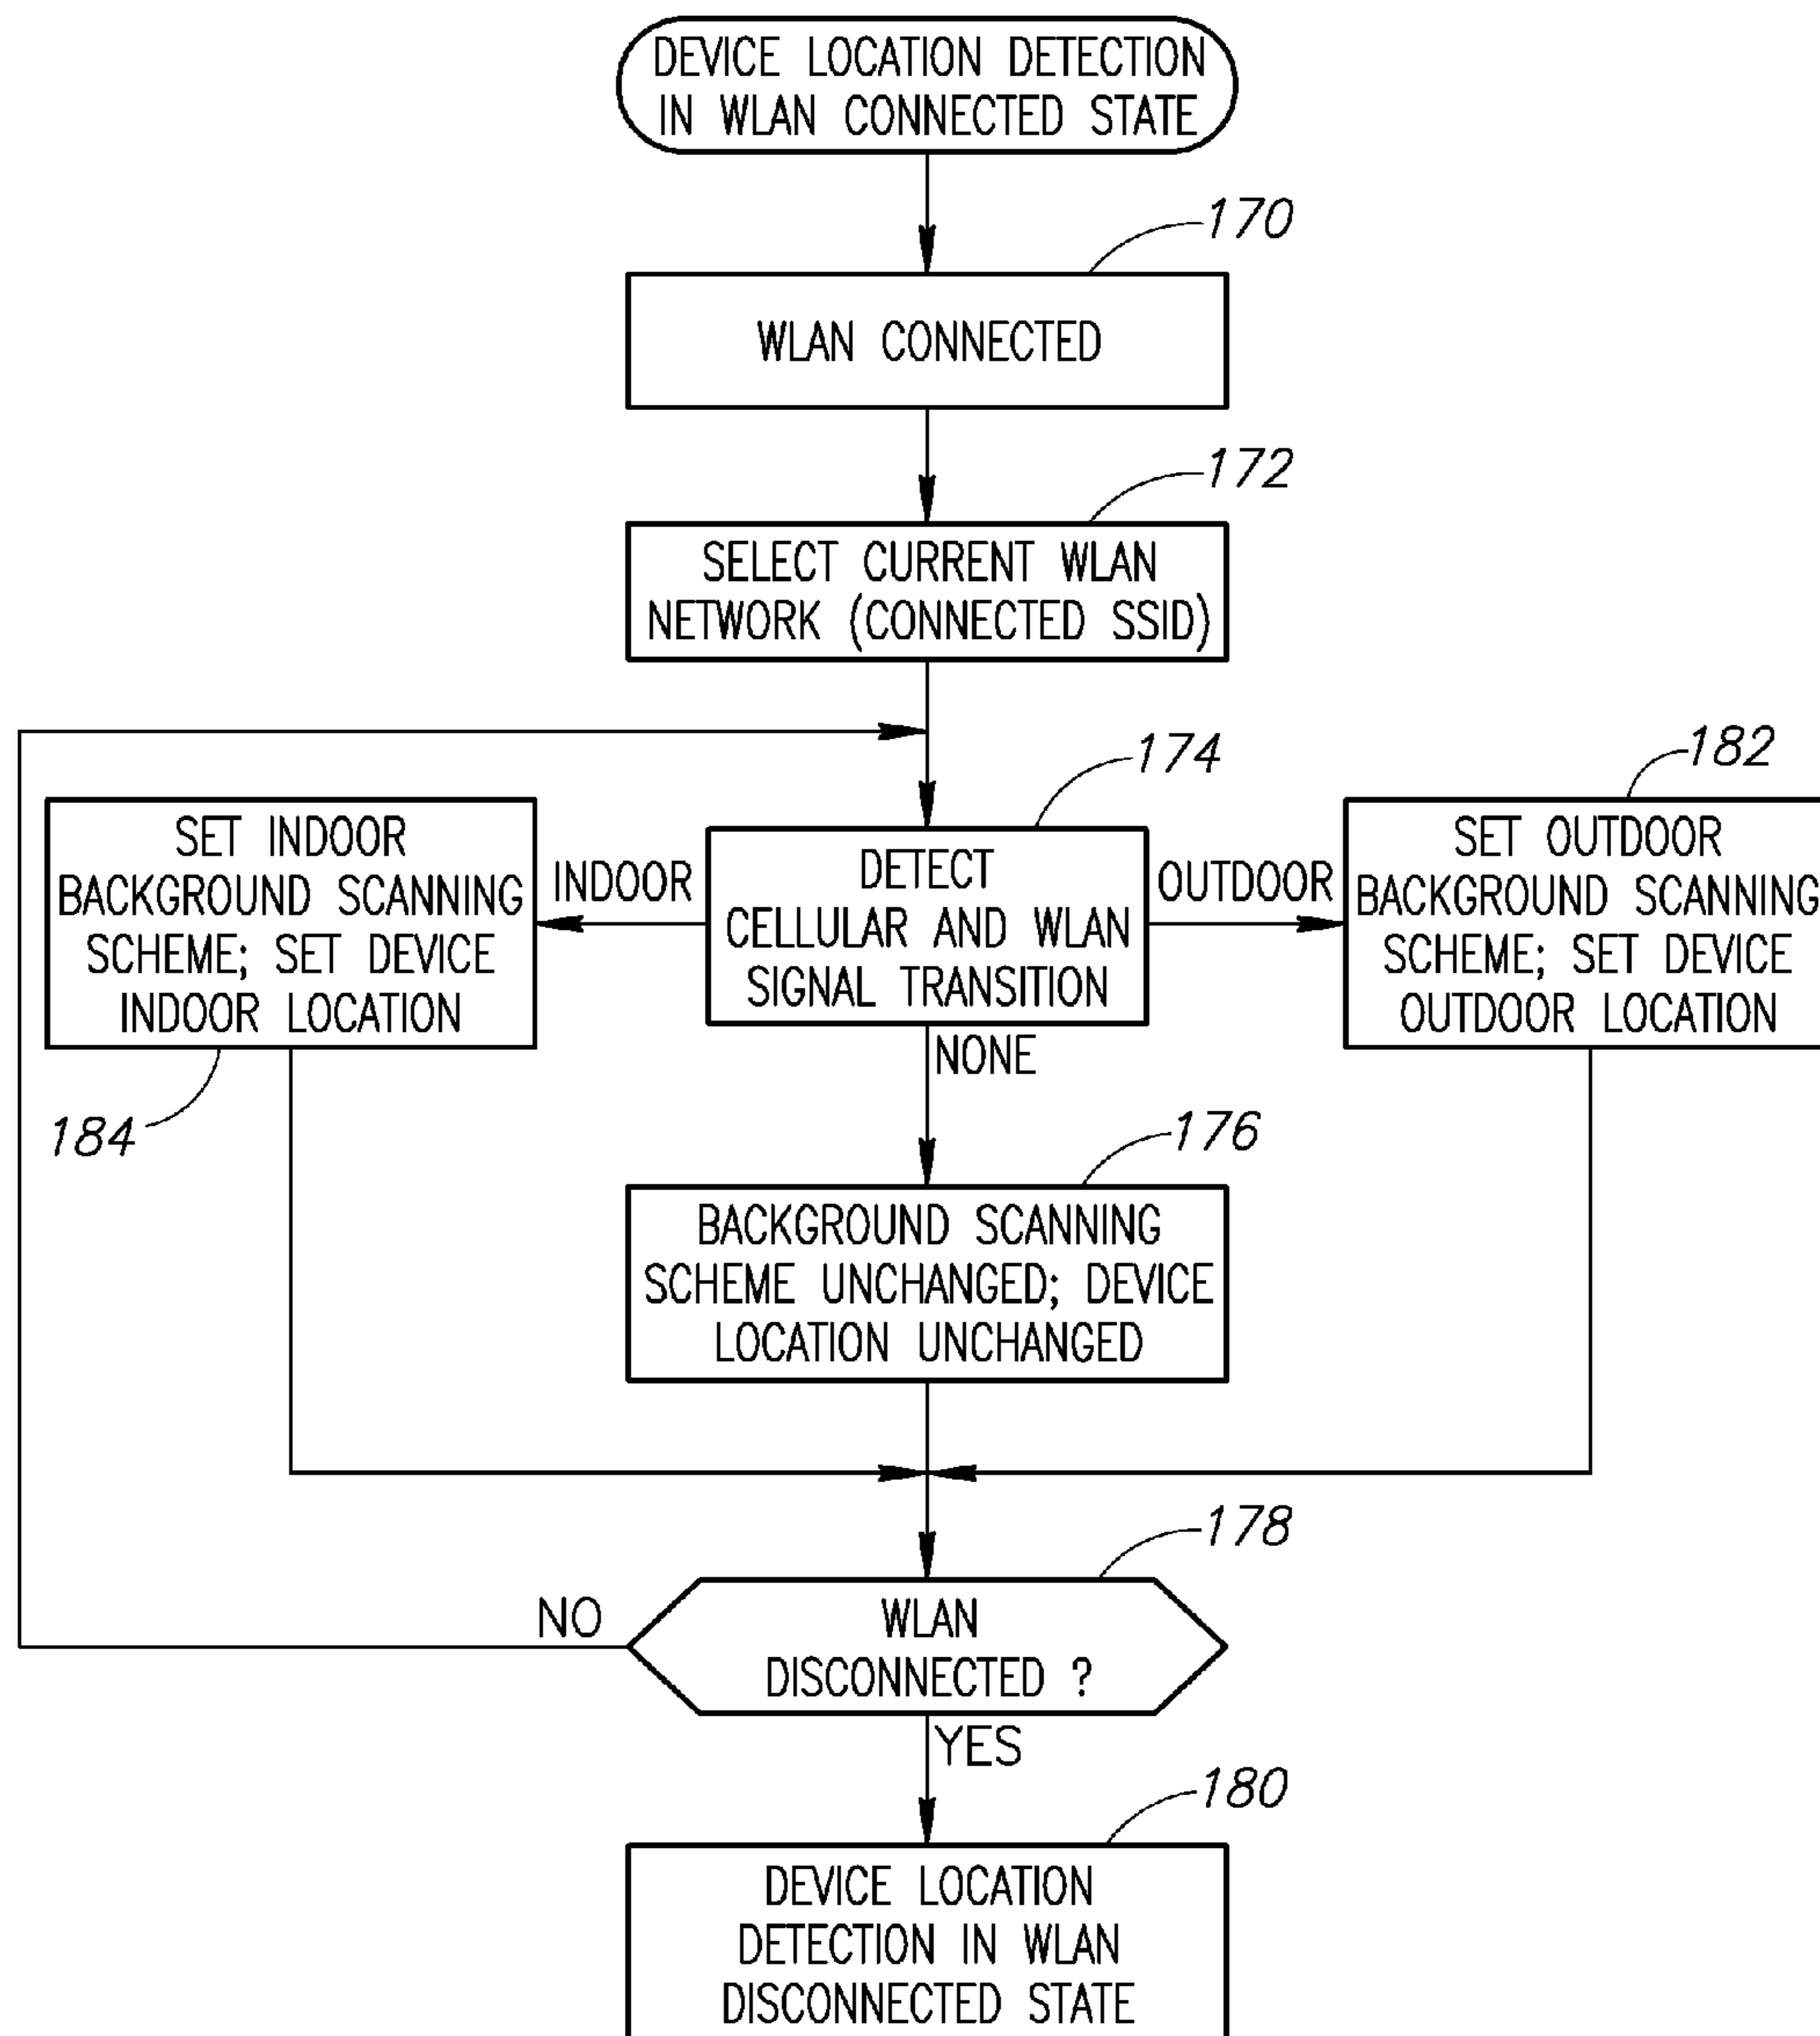 DEVICE LOCATION DETECTION
IN WLAN CONNECTED STATE
170
WLAN CONNECTED
172
SELECT CURRENT WLAN
NETWORK (CONNECTED SSID)
174
182
SET INDOOR
BACKGROUND SCANNING
SCHEME; SET DEVICE
INDOOR LOCATION
184
INDOOR
DETECT
CELLULAR AND WLAN
SIGNAL TRANSITION
OUTDOOR
SET OUTDOOR
BACKGROUND SCANNING
SCHEME; SET DEVICE
OUTDOOR LOCATION
NONE
176
BACKGROUND SCANNING
SCHEME UNCHANGED; DEVICE
LOCATION UNCHANGED
178
NO
WLAN
DISCONNECTED ?
YES
180
DEVICE LOCATION
DETECTION IN WLAN
DISCONNECTED STATE